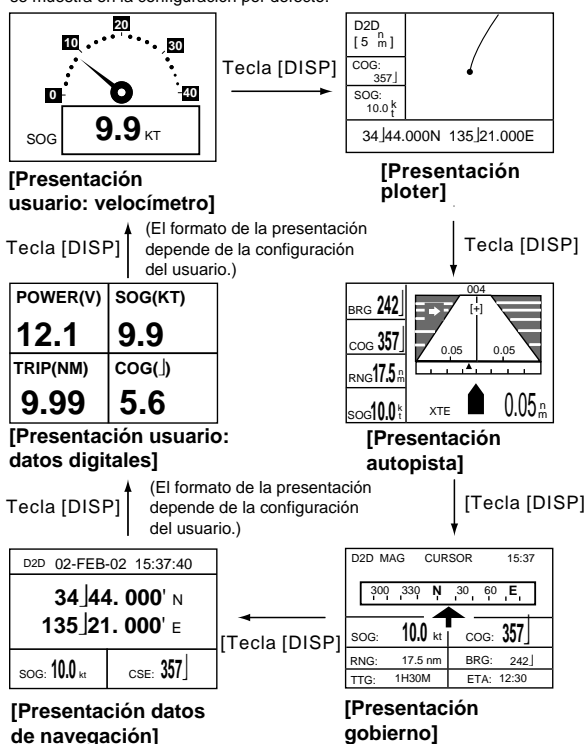 se muestra en la configuración por defecto.
20
10
30
0
40
SOG
9.9 KT
[Presentación
usuario: velocímetro]
Tecla [DISP]
D2D
[ 5 n m ]
COG:
357⌋
SOG:
10.0 k t
34⌋44.000N 135⌋21.000E
[Presentación
ploter]
Tecla [DISP]
(El formato de la presentación
depende de la configuración
del usuario.)
Tecla [DISP]
POWER(V) SOG(KT)
12.1 9.9
TRIP(NM) COG(⌋)
9.99 5.6
[Presentación usuario:
datos digitales]
004
[+]
BRG 242⌋
COG 357⌋
0.05 0.05
RNG 17.5 n m
SOG 10.0 k t
XTE 0.05 n m
[Presentación
autopista]
Tecla [DISP]
(El formato de la presentación
depende de la configuración
del usuario.)
[Tecla [DISP]
D2D 02-FEB-02 15:37:40
34⌋44. 000' N
135⌋21. 000' E
SOG: 10.0 kt CSE: 357⌋
[Presentación datos
de navegación]
[Tecla [DISP]
D2D MAG CURSOR 15:37
300 330 N 30 60 E
SOG: 10.0 kt COG: 357⌋
RNG: 17.5 nm BRG: 242⌋
TTG: 1H30M ETA: 12:30
[Presentación
gobierno]